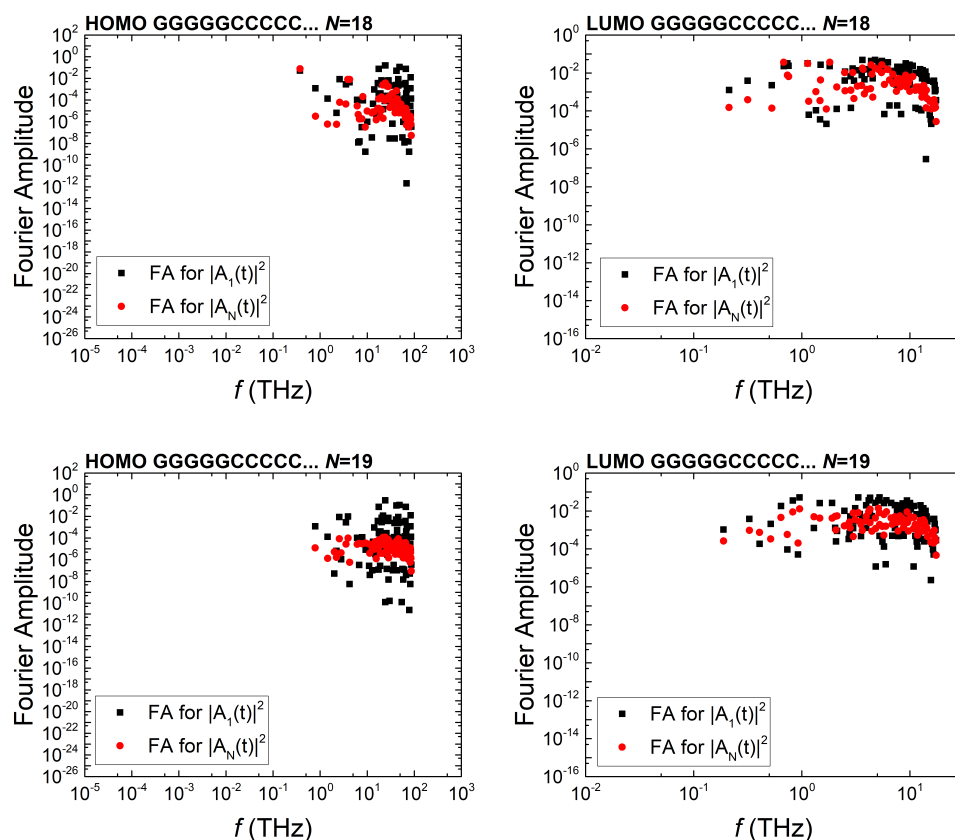 HOMO GGGGGCCCCC... N=18
10^2
10^0
10^-2
10^-4
10^-6
10^-8
10^-10
10^-12
10^-14
10^-16
10^-18
10^-20
10^-22
10^-24
10^-26
Fourier Amplitude
FA for |A_1(t)|^2
FA for |A_N(t)|^2
10^-5 10^-4 10^-3 10^-2 10^-1 10^0 10^1 10^2 10^3
f (THz)
LUMO GGGGGCCCCC... N=18
10^0
10^-2
10^-4
10^-6
10^-8
10^-10
10^-12
10^-14
10^-16
Fourier Amplitude
FA for |A_1(t)|^2
FA for |A_N(t)|^2
10^-2 10^-1 10^0 10^1
f (THz)
HOMO GGGGGCCCCC... N=19
10^2
10^0
10^-2
10^-4
10^-6
10^-8
10^-10
10^-12
10^-14
10^-16
10^-18
10^-20
10^-22
10^-24
10^-26
Fourier Amplitude
FA for |A_1(t)|^2
FA for |A_N(t)|^2
10^-5 10^-4 10^-3 10^-2 10^-1 10^0 10^1 10^2 10^3
f (THz)
LUMO GGGGGCCCCC... N=19
10^0
10^-2
10^-4
10^-6
10^-8
10^-10
10^-12
10^-14
10^-16
Fourier Amplitude
FA for |A_1(t)|^2
FA for |A_N(t)|^2
10^-2 10^-1 10^0 10^1
f (THz)